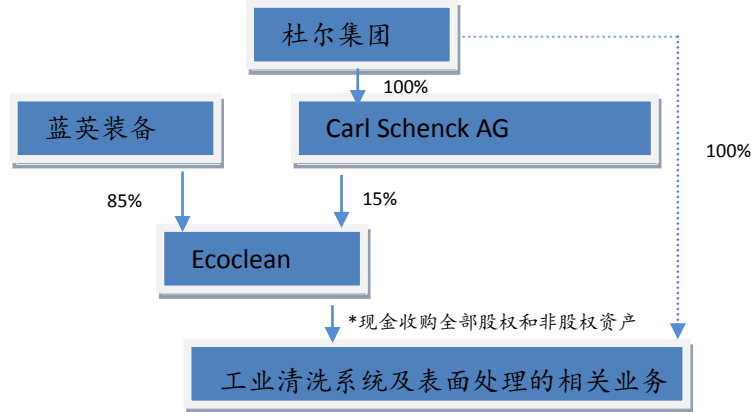 杜尔集团
100%
蓝英装备
Carl Schenck AG
100%
85%
15%
Ecoclean
*现金收购全部股权和非股权资产
工业清洗系统及表面处理的相关业务